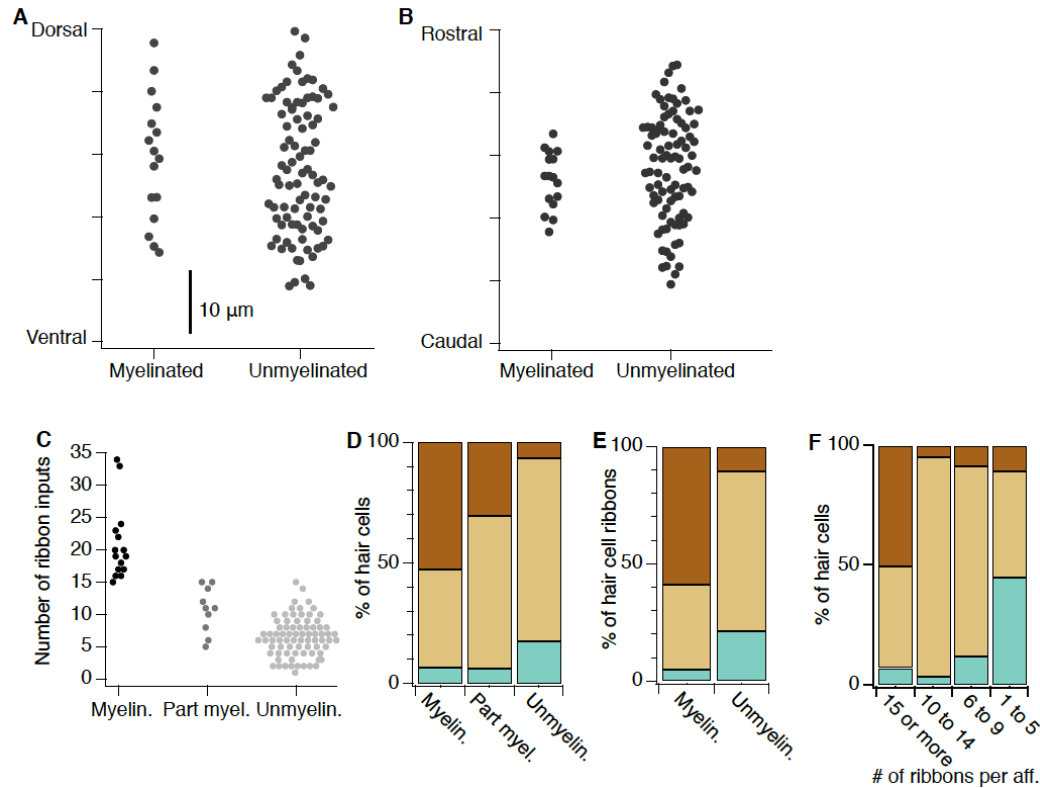 A
Dorsal
Ventral
10 μm
Myelinated
Unmyelinated
B
Rostral
Caudal
Myelinated
Unmyelinated
C
Number of ribbon inputs
35
30
25
20
15
10
5
0
Myelin.
Part myel.
Unmyelin.
D
% of hair cells
100
50
0
Myelin.
Part myel.
Unmyelin.
E
% of hair cell ribbons
100
50
0
Myelin.
Unmyelin.
F
% of hair cells
100
50
0
15 or more
10 to 14
6 to 9
1 to 5
# of ribbons per aff.